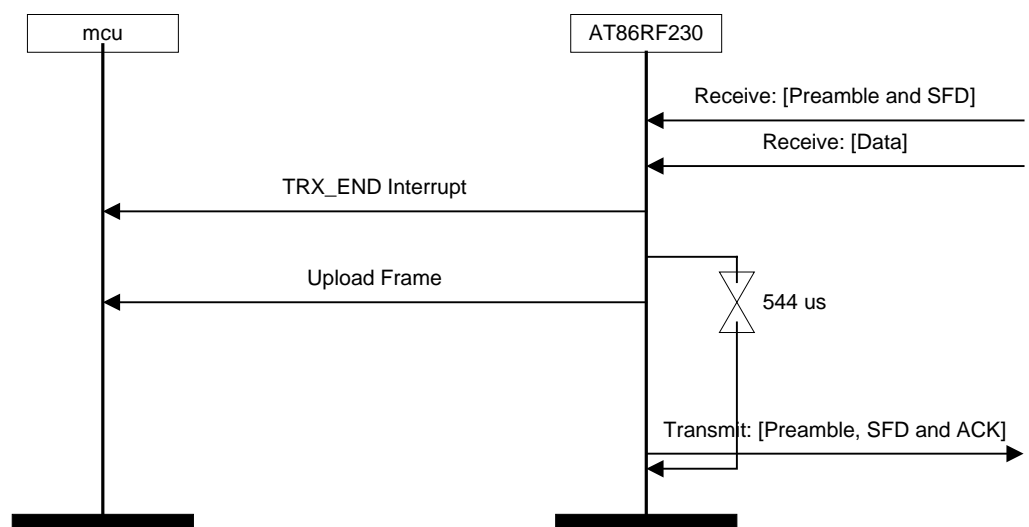 mcu
AT86RF230
Receive: [Preamble and SFD]
Receive: [Data]
TRX_END Interrupt
Upload Frame
544 us
Transmit: [Preamble, SFD and ACK]